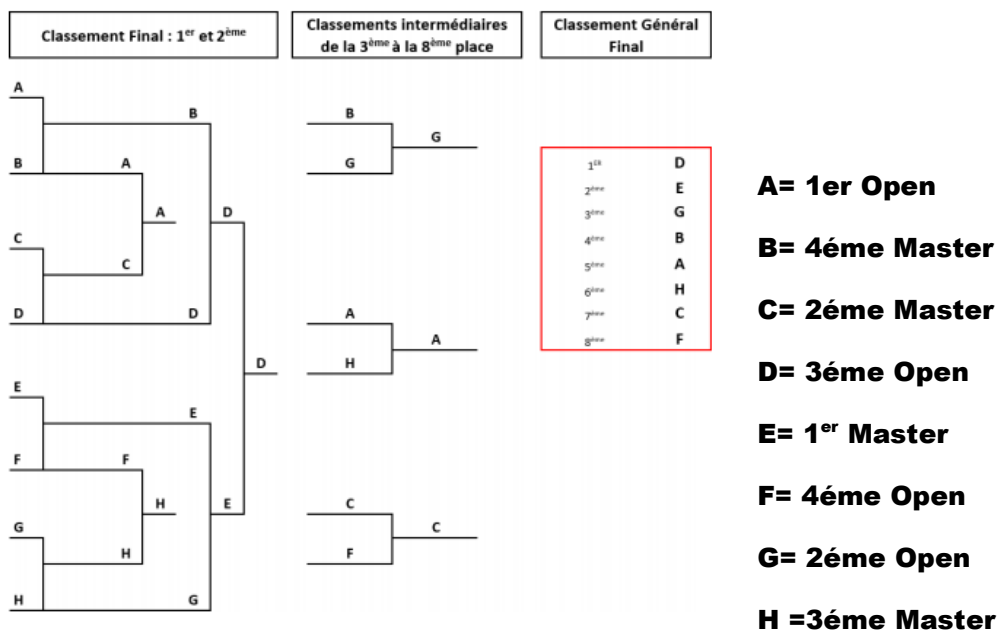 Classement Final : 1er et 2ème
Classements intermédiaires
de la 3ème à la 8ème place
Classement Général
Final
A
B
B
A
A
D
C
C
D
D
D
E
E
F
F
H
E
G
H
H
G
B
G
G
A
A
H
C
C
F
1ER D
2ème E
3ème G
4ème B
5ème A
6ème H
7ème C
8ème F
A= 1er Open
B= 4éme Master
C= 2éme Master
D= 3éme Open
E= 1er Master
F= 4éme Open
G= 2éme Open
H =3éme Master